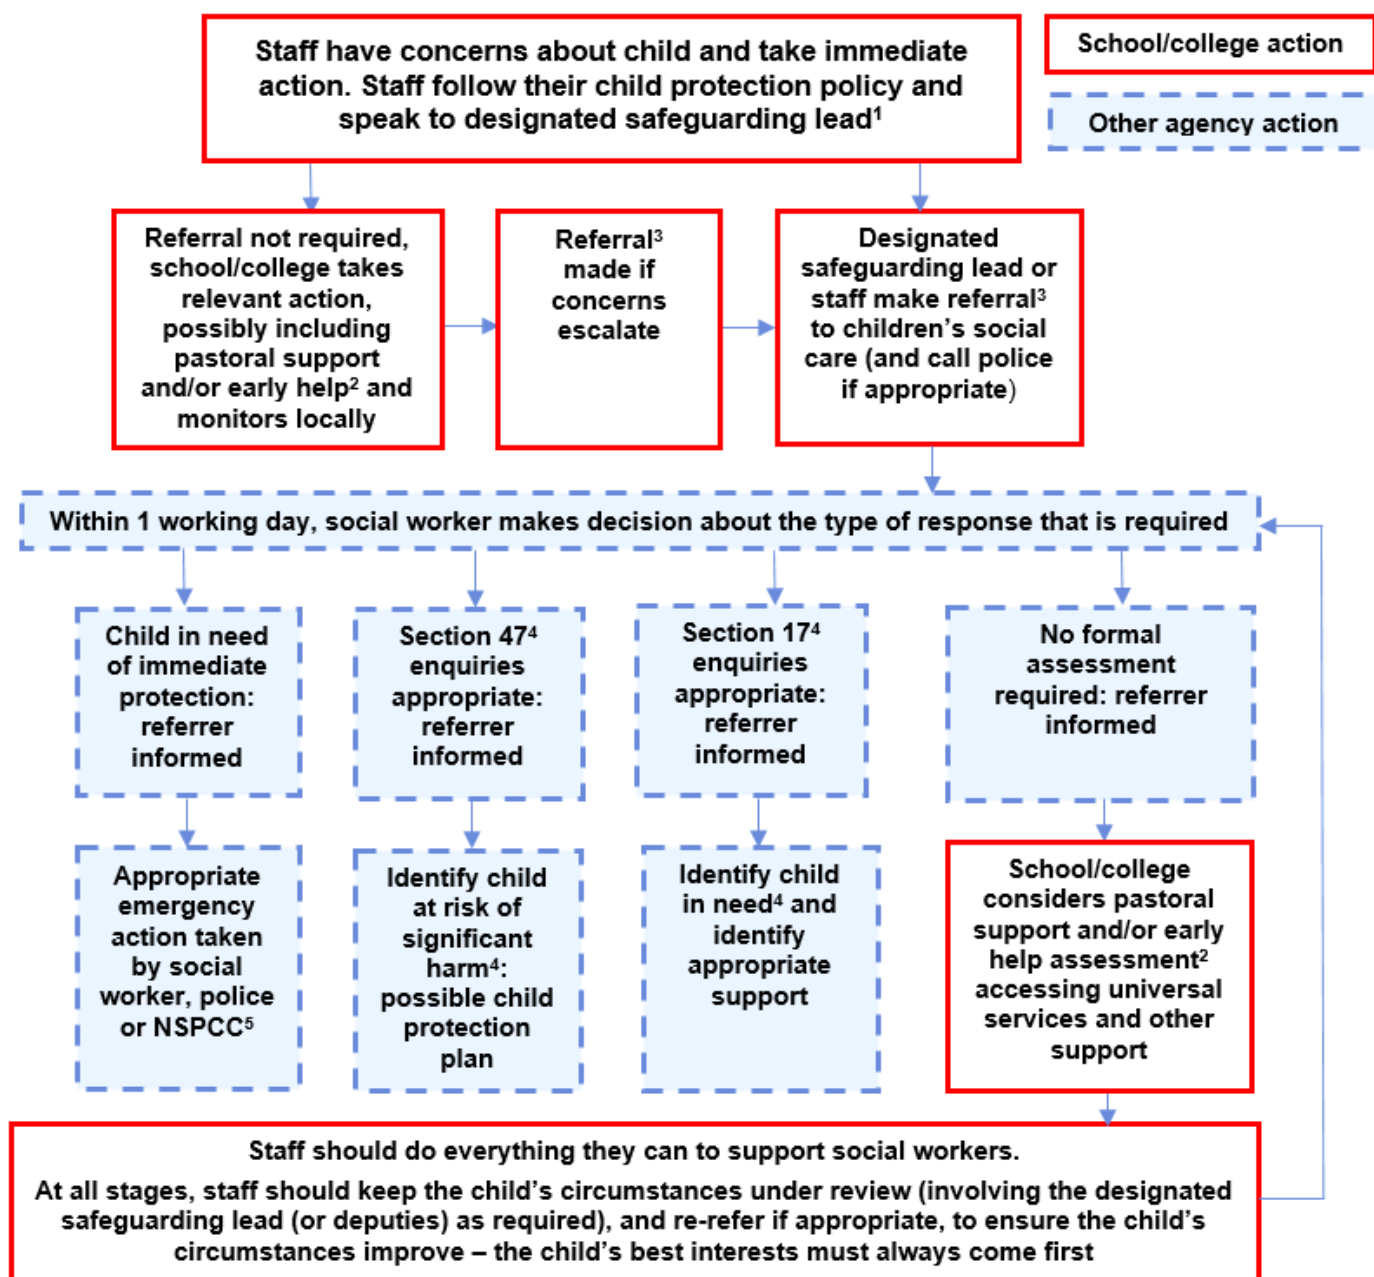 Staff have concerns about child and take immediate
action. Staff follow their child protection policy and
speak to designated safeguarding lead¹
School/college action
Other agency action
Referral not required,
school/college takes
relevant action,
possibly including
pastoral support
and/or early help² and
monitors locally
Referral³
made if
concerns
escalate
Designated
safeguarding lead or
staff make referral³
to children’s social
care (and call police
if appropriate)
Within 1 working day, social worker makes decision about the type of response that is required
Child in need
of immediate
protection:
referrer
informed
Section 47⁴
enquiries
appropriate:
referrer
informed
Section 17⁴
enquiries
appropriate:
referrer
informed
No formal
assessment
required: referrer
informed
Appropriate
emergency
action taken
by social
worker, police
or NSPCC⁵
Identify child
at risk of
significant
harm⁴:
possible child
protection
plan
Identify child
in need⁴ and
identify
appropriate
support
School/college
considers pastoral
support and/or early
help assessment²
accessing universal
services and other
support
Staff should do everything they can to support social workers.
At all stages, staff should keep the child’s circumstances under review (involving the designated
safeguarding lead (or deputies) as required), and re-refer if appropriate, to ensure the child’s
circumstances improve – the child’s best interests must always come first